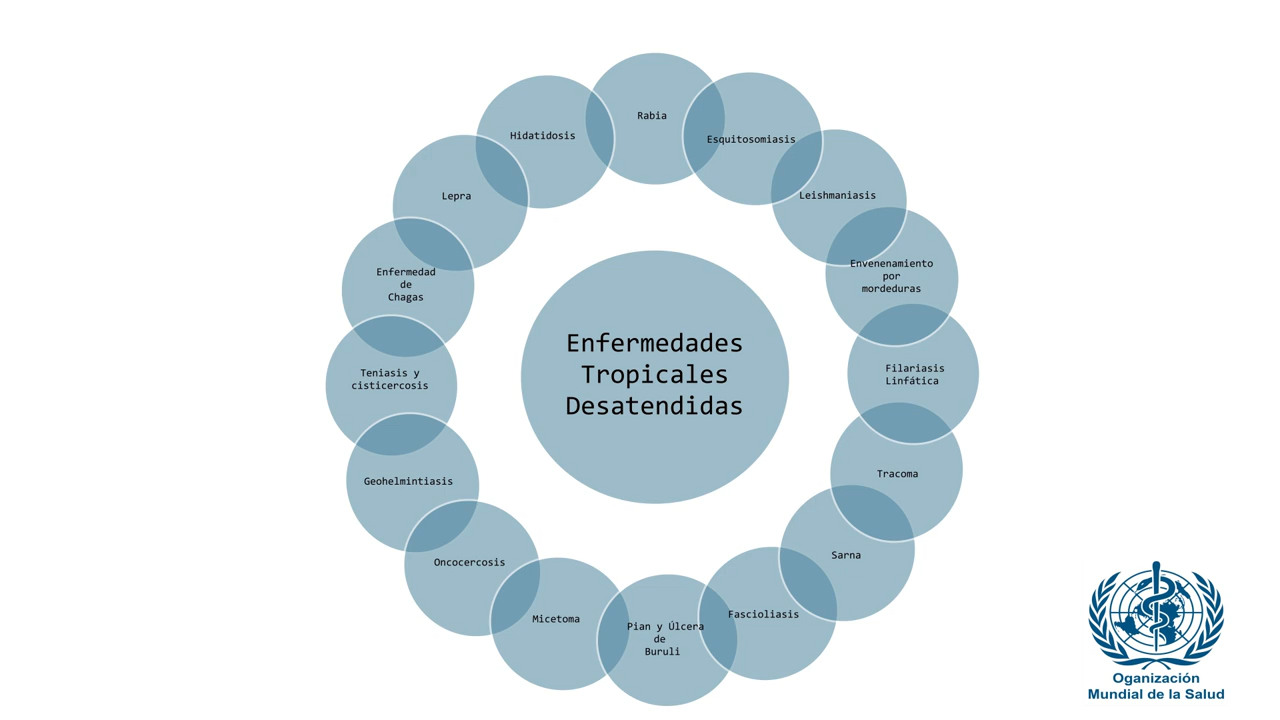 Rabia
Esquitosomiasis
Leishmaniasis
Envenenamiento
por
mordeduras
Filariasis
Linfática
Tracoma
Sarna
Fascioliasis
Pian y Úlcera
de
Buruli
Micetoma
Oncocercosis
Geohelmintiasis
Teniasis y
cisticercosis
Enfermedad
de
Chagas
Lepra
Hidatidosis
Enfermedades
Tropicales
Desatendidas
Oganización
Mundial de la Salud